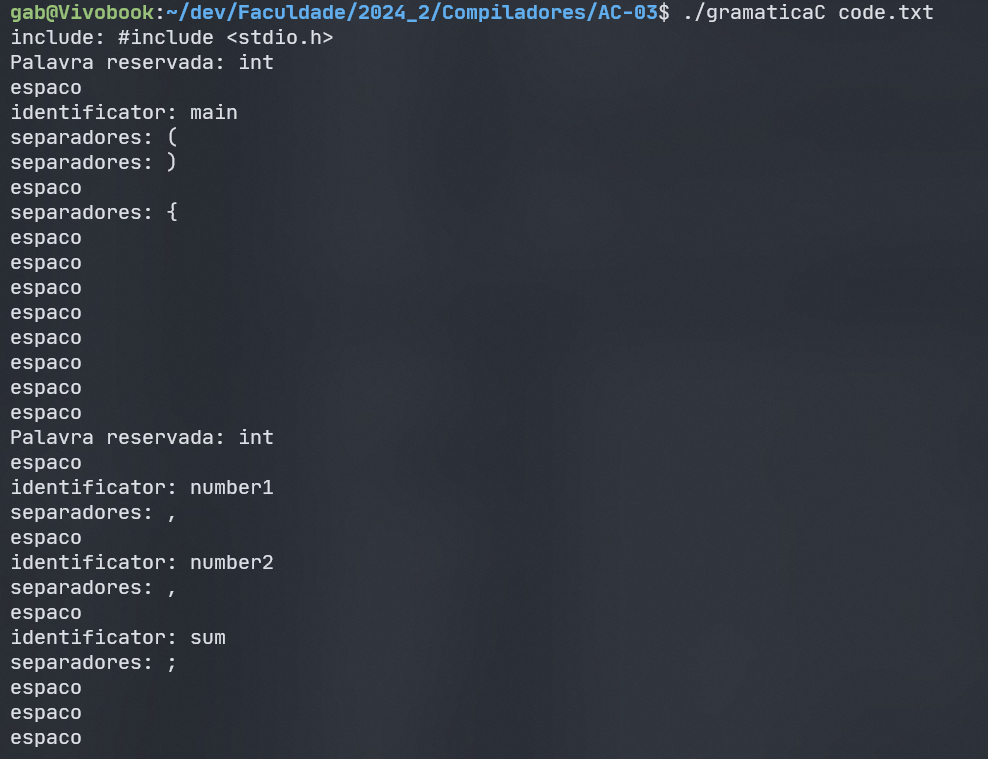 gab@Vivobook:~/dev/Faculdade/2024_2/Compiladores/AC-03$ ./gramaticaC code.txt
include: #include <stdio.h>
Palavra reservada: int
espaco
identificator: main
separadores: (
separadores: )
espaco
separadores: {
espaco
espaco
espaco
espaco
espaco
espaco
espaco
espaco
Palavra reservada: int
espaco
identificator: number1
separadores: ,
espaco
identificator: number2
separadores: ,
espaco
identificator: sum
separadores: ;
espaco
espaco
espaco